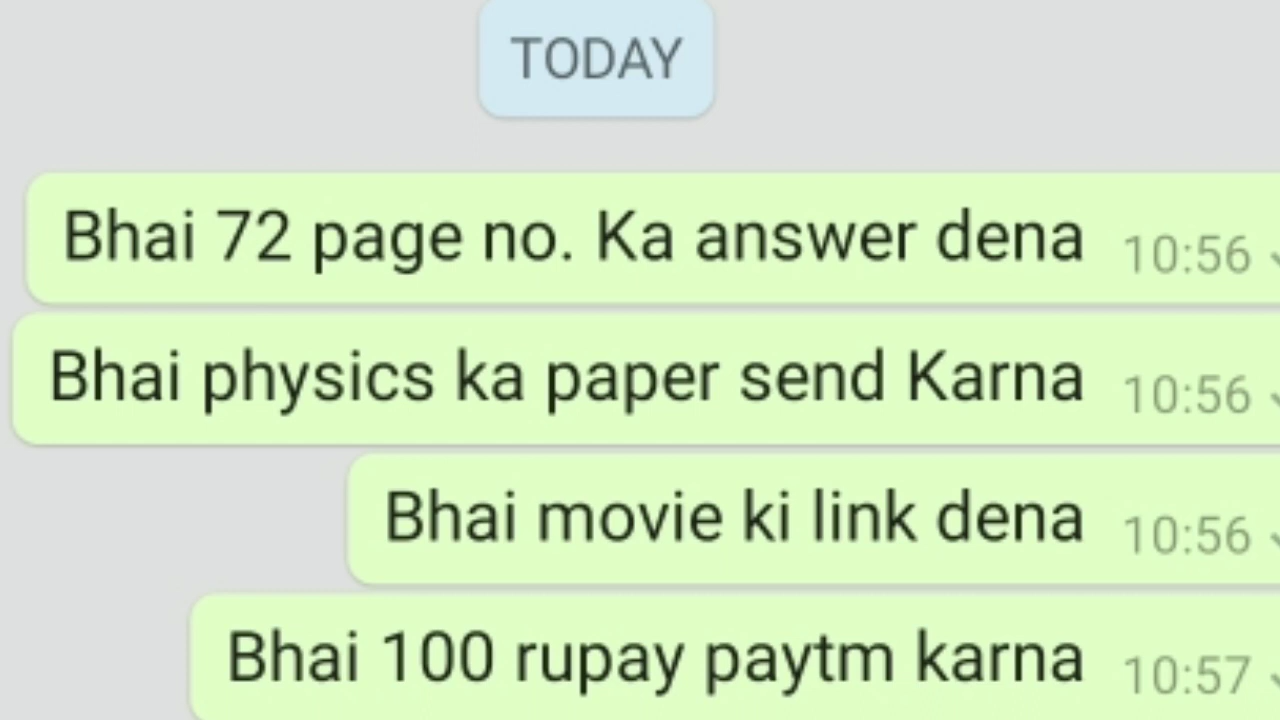 TODAY
Bhai 72 page no. Ka answer dena 10:56
Bhai physics ka paper send Karna 10:56
Bhai movie ki link dena 10:56
Bhai 100 rupay paytm karna 10:57